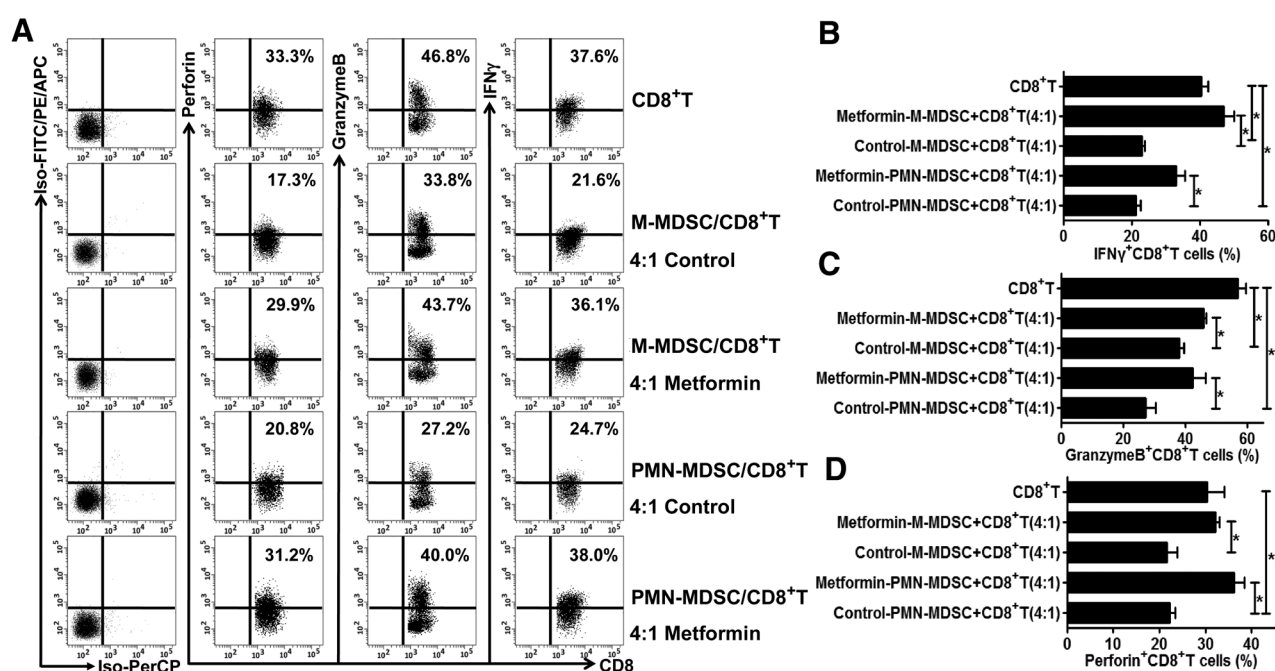 A
Iso-FITC/PE/APC
Perforin
GranzymeB
IFNγ
33.3%
46.8%
37.6%
CD8⁺T
17.3%
33.8%
21.6%
M-MDSC/CD8⁺T
4:1 Control
29.9%
43.7%
36.1%
M-MDSC/CD8⁺T
4:1 Metformin
20.8%
27.2%
24.7%
PMN-MDSC/CD8⁺T
4:1 Control
31.2%
40.0%
38.0%
PMN-MDSC/CD8⁺T
4:1 Metformin
10² 10³ 10⁴ 10⁵
Iso-PerCP
CD8
B
CD8⁺T
Metformin-M-MDSC+CD8⁺T(4:1)
Control-M-MDSC+CD8⁺T(4:1)
Metformin-PMN-MDSC+CD8⁺T(4:1)
Control-PMN-MDSC+CD8⁺T(4:1)
* * * * 
0 20 40 60
IFNγ⁺CD8⁺T cells (%)
C
CD8⁺T
Metformin-M-MDSC+CD8⁺T(4:1)
Control-M-MDSC+CD8⁺T(4:1)
Metformin-PMN-MDSC+CD8⁺T(4:1)
Control-PMN-MDSC+CD8⁺T(4:1)
* * * *
0 20 40 60
GranzymeB⁺CD8⁺T cells (%)
D
CD8⁺T
Metformin-M-MDSC+CD8⁺T(4:1)
Control-M-MDSC+CD8⁺T(4:1)
Metformin-PMN-MDSC+CD8⁺T(4:1)
Control-PMN-MDSC+CD8⁺T(4:1)
* * *
0 10 20 30 40
Perforin⁺CD8⁺T cells (%)